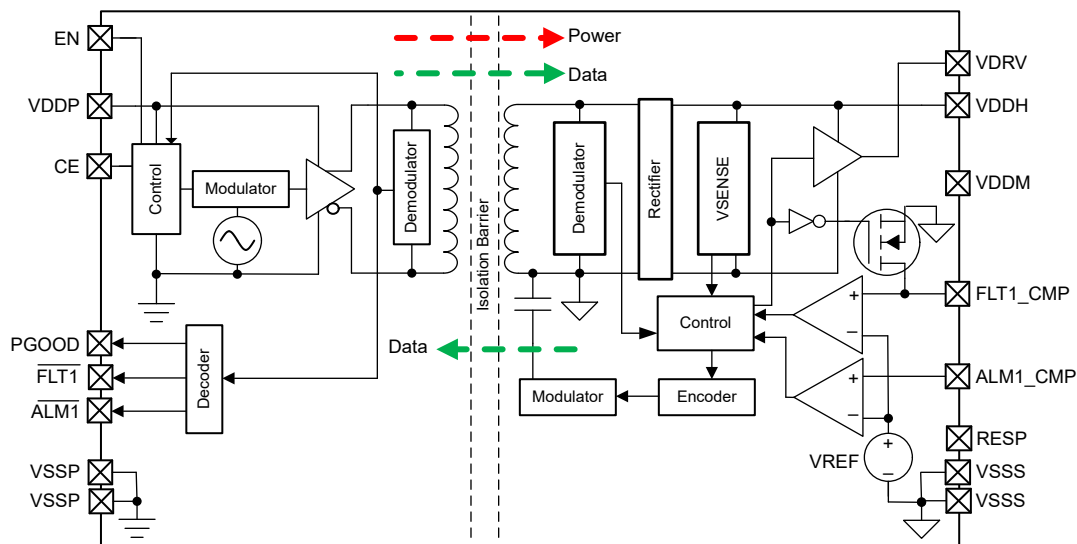 EN
VDDP
CE
Control
Modulator
Demodulator
Power
Data
Isolation Barrier
Demodulator
Rectifier
VSENSE
VDRV
VDDH
VDDM
+
−
FLT1_CMP
Control
Data
PGOOD
FLT1
ALM1
Decoder
Modulator
Encoder
+
−
ALM1_CMP
RESP
VREF
+
−
VSSP
VSSP
VSSS
VSSS